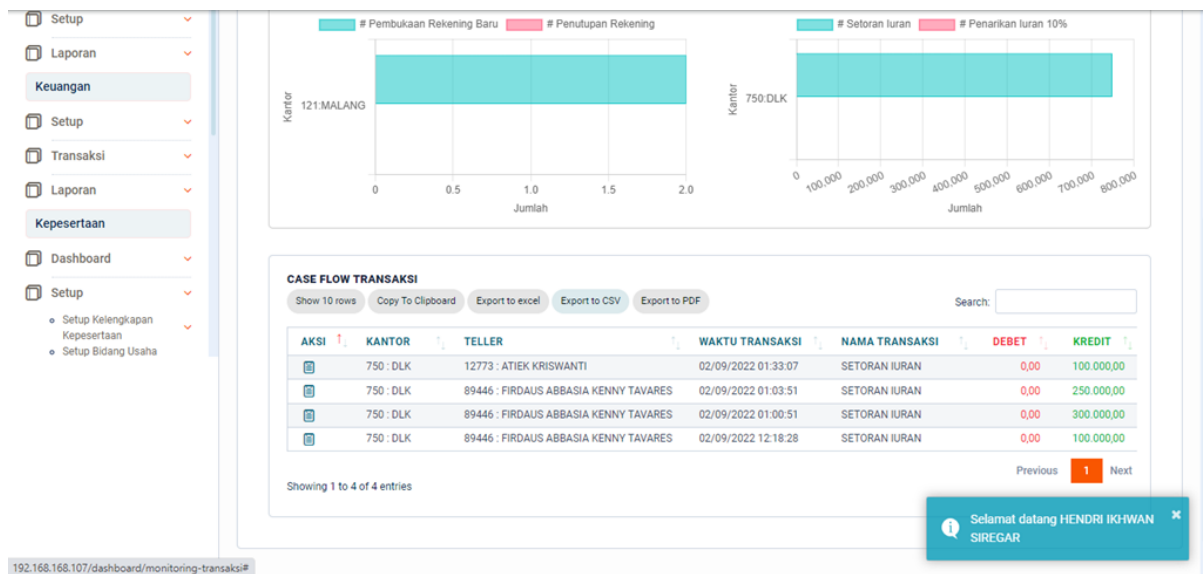 Setup
Laporan
Keuangan
Setup
Transaksi
Laporan
Kepesertaan
Dashboard
Setup
Setup Kelengkapan
Kepesertaan
Setup Bidang Usaha
# Pembukaan Rekening Baru # Penutupan Rekening
Kantor
121:MALANG
0 0.5 1.0 1.5 2.0
Jumlah
# Setoran Iuran # Penarikan Iuran 10%
Kantor
750:DLK
0 100,000 200,000 300,000 400,000 500,000 600,000 700,000 800,000
Jumlah
CASE FLOW TRANSAKSI
Show 10 rows Copy To Clipboard Export to excel Export to CSV Export to PDF Search:
AKSI KANTOR TELLER WAKTU TRANSAKSI NAMA TRANSAKSI DEBET KREDIT
750 : DLK 12773 : ATIEK KRISWANTI 02/09/2022 01:33:07 SETORAN IURAN 0,00 100.000,00
750 : DLK 89446 : FIRDAUS ABBASIA KENNY TAVARES 02/09/2022 01:03:51 SETORAN IURAN 0,00 250.000,00
750 : DLK 89446 : FIRDAUS ABBASIA KENNY TAVARES 02/09/2022 01:00:51 SETORAN IURAN 0,00 300.000,00
750 : DLK 89446 : FIRDAUS ABBASIA KENNY TAVARES 02/09/2022 12:18:28 SETORAN IURAN 0,00 100.000,00
Previous 1 Next
Showing 1 to 4 of 4 entries
Selamat datang HENDRI IKHWAN
SIREGAR
192.168.168.107/dashboard/monitoring-transaksi#